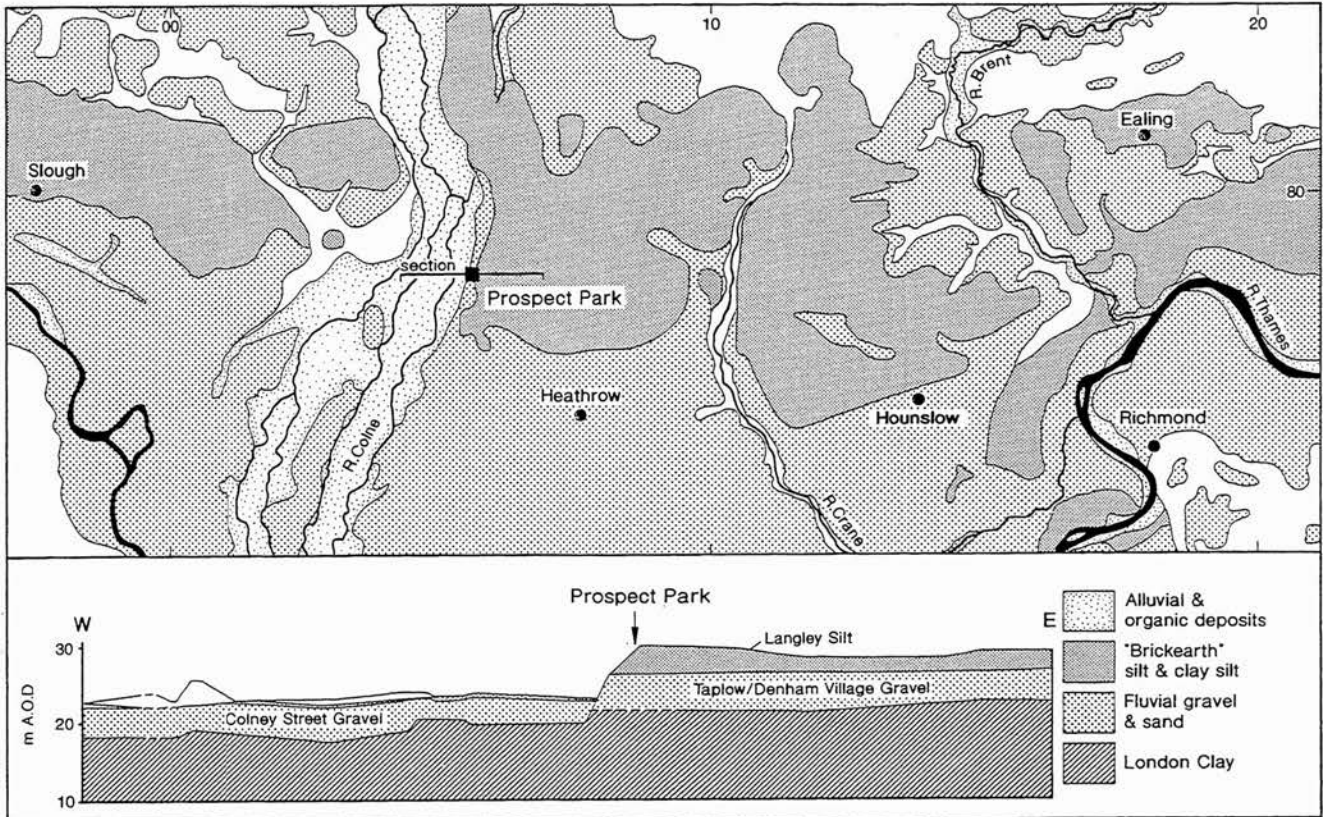 00
10
20
R. Brent
Ealing
Slough
80
section
Prospect Park
R. Thames
Heathrow
Hounslow
Richmond
R. Colne
R. Crane
Prospect Park
W
E
30
Langley Silt
Taplow/Denham Village Gravel
m A.O.D
20
Colney Street Gravel
10
Alluvial &
organic deposits
"Brickearth"
silt & clay silt
Fluvial gravel
& sand
London Clay